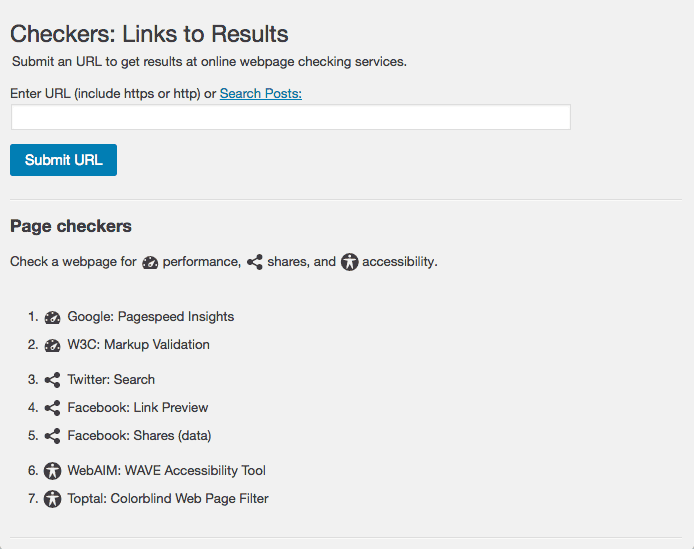 Checkers: Links to Results
Submit an URL to get results at online webpage checking services.
Enter URL (include https or http) or Search Posts:
Submit URL
Page checkers
Check a webpage for performance, shares, and accessibility.
1. Google: Pagespeed Insights
2. W3C: Markup Validation
3. Twitter: Search
4. Facebook: Link Preview
5. Facebook: Shares (data)
6. WebAIM: WAVE Accessibility Tool
7. Toptal: Colorblind Web Page Filter